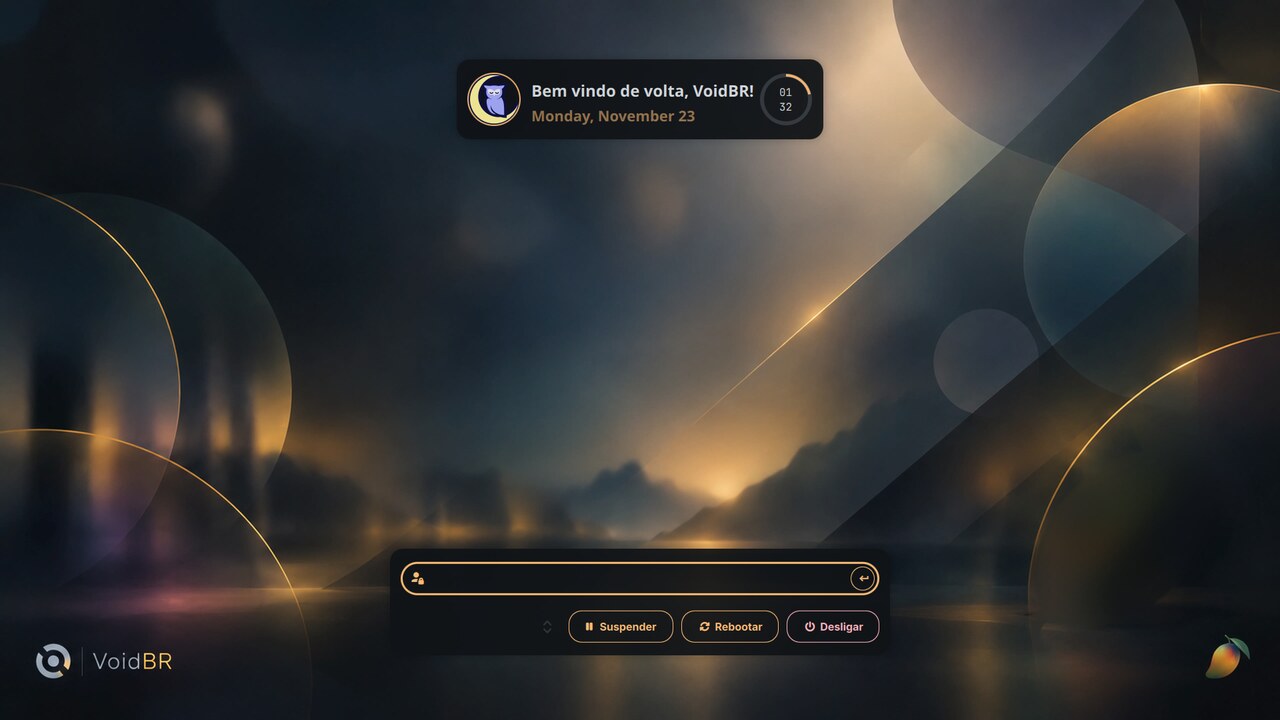 Bem vindo de volta, VoidBR!
Monday, November 23
01
32
Suspender
Rebootar
Desligar
VoidBR